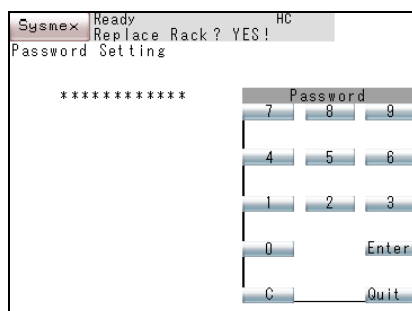 Sysmex
Ready HC
Replace Rack? YES!
Password Setting
************
Password
7 8 9
4 5 6
1 2 3
0 Enter
C Quit